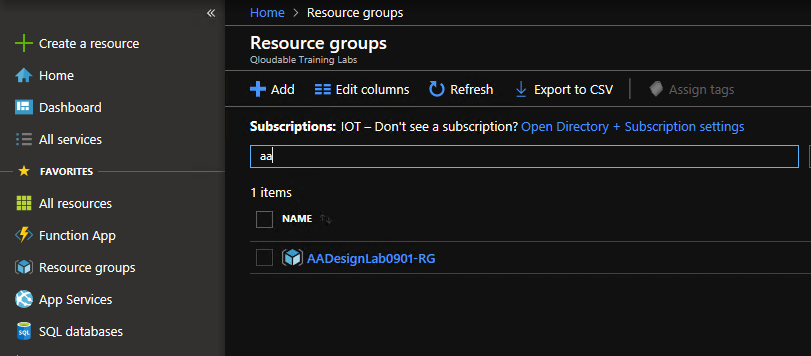 «
Create a resource
Home
Dashboard
All services
FAVORITES
All resources
Function App
Resource groups
App Services
SQL databases
SQL
Home > Resource groups
Resource groups
Qloudable Training Labs
Add Edit columns Refresh Export to CSV Assign tags
Subscriptions: IOT – Don't see a subscription? Open Directory + Subscription settings
aa
1 items
NAME ↑↓
AADesignLab0901-RG